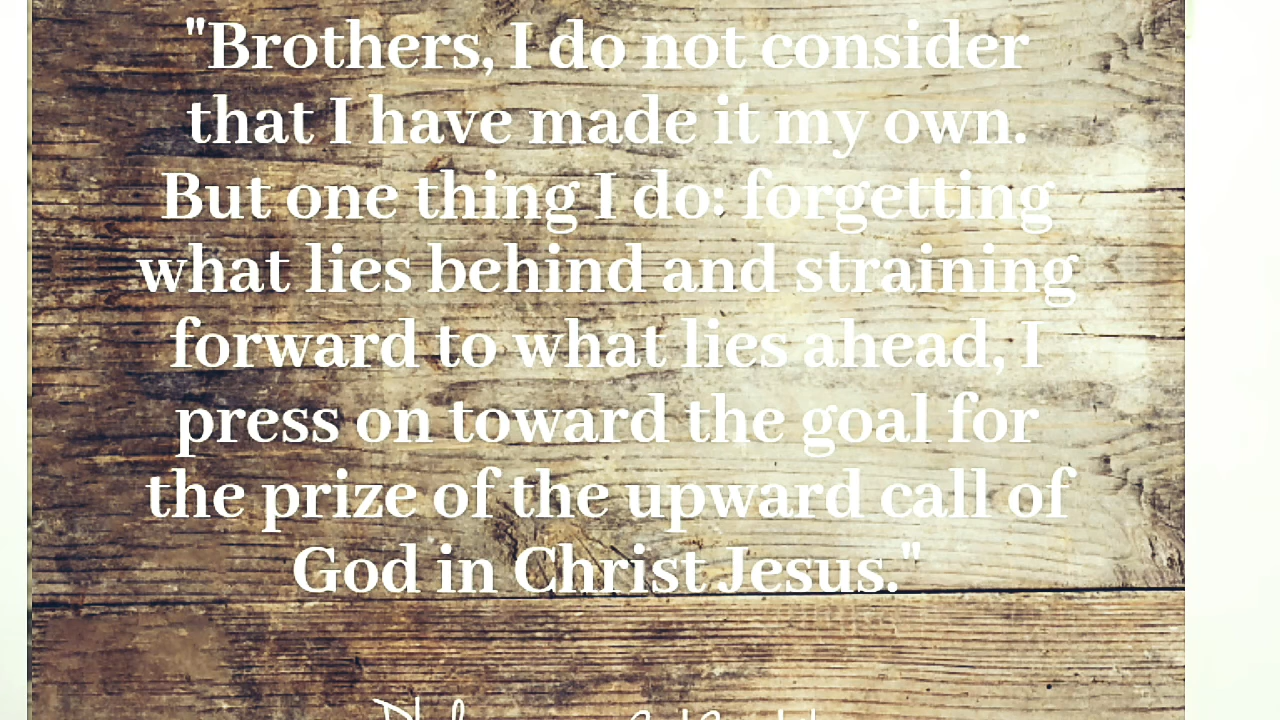 "Brothers, I do not consider
that I have made it my own.
But one thing I do: forgetting
what lies behind and straining
forward to what lies ahead, I
press on toward the goal for
the prize of the upward call of
God in Christ Jesus."